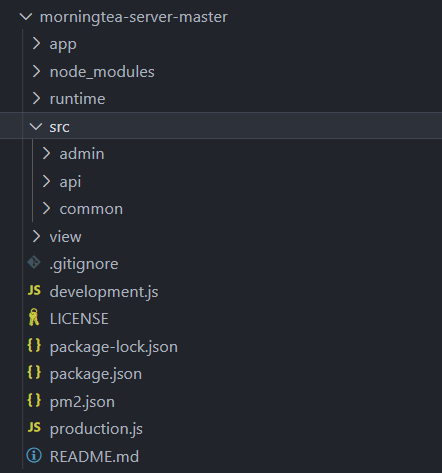 morningtea-server-master
app
node_modules
runtime
src
admin
api
common
view
.gitignore
JS development.js
LICENSE
{ } package-lock.json
{ } package.json
{ } pm2.json
JS production.js
README.md